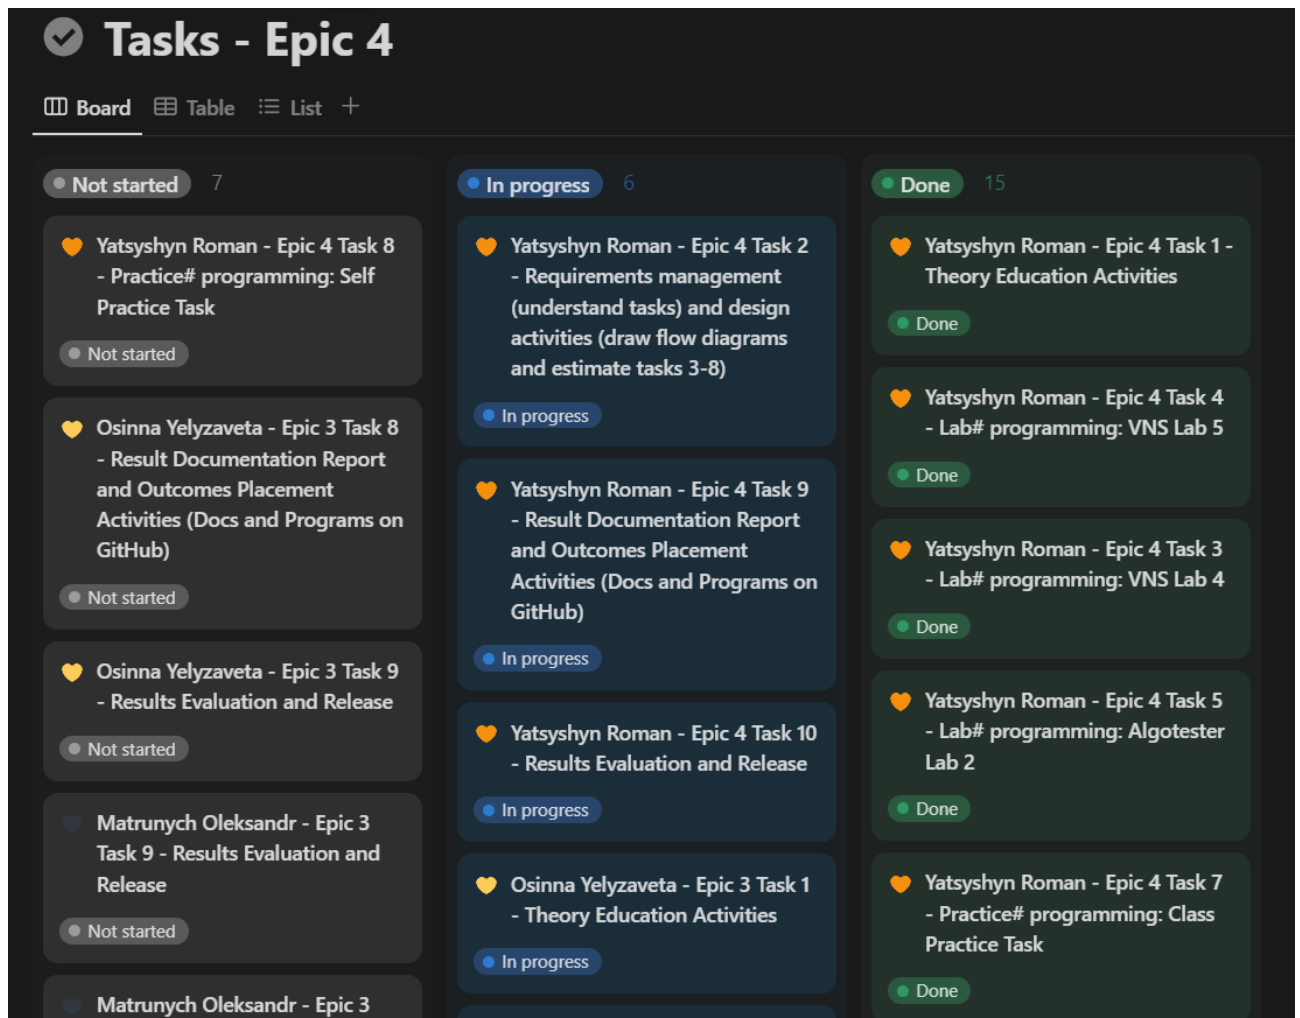 Tasks - Epic 4
Board Table List +
Not started 7
Yatsyshyn Roman - Epic 4 Task 8
- Practice# programming: Self
Practice Task
Not started
Osinna Yelyzaveta - Epic 3 Task 8
- Result Documentation Report
and Outcomes Placement
Activities (Docs and Programs on
GitHub)
Not started
Osinna Yelyzaveta - Epic 3 Task 9
- Results Evaluation and Release
Not started
Matrunych Oleksandr - Epic 3
Task 9 - Results Evaluation and
Release
Not started
Matrunych Oleksandr - Epic 3
In progress 6
Yatsyshyn Roman - Epic 4 Task 2
- Requirements management
(understand tasks) and design
activities (draw flow diagrams
and estimate tasks 3-8)
In progress
Yatsyshyn Roman - Epic 4 Task 9
- Result Documentation Report
and Outcomes Placement
Activities (Docs and Programs on
GitHub)
In progress
Yatsyshyn Roman - Epic 4 Task 10
- Results Evaluation and Release
In progress
Osinna Yelyzaveta - Epic 3 Task 1
- Theory Education Activities
In progress
Done 15
Yatsyshyn Roman - Epic 4 Task 1 -
Theory Education Activities
Done
Yatsyshyn Roman - Epic 4 Task 4
- Lab# programming: VNS Lab 5
Done
Yatsyshyn Roman - Epic 4 Task 3
- Lab# programming: VNS Lab 4
Done
Yatsyshyn Roman - Epic 4 Task 5
- Lab# programming: Algotester
Lab 2
Done
Yatsyshyn Roman - Epic 4 Task 7
- Practice# programming: Class
Practice Task
Done